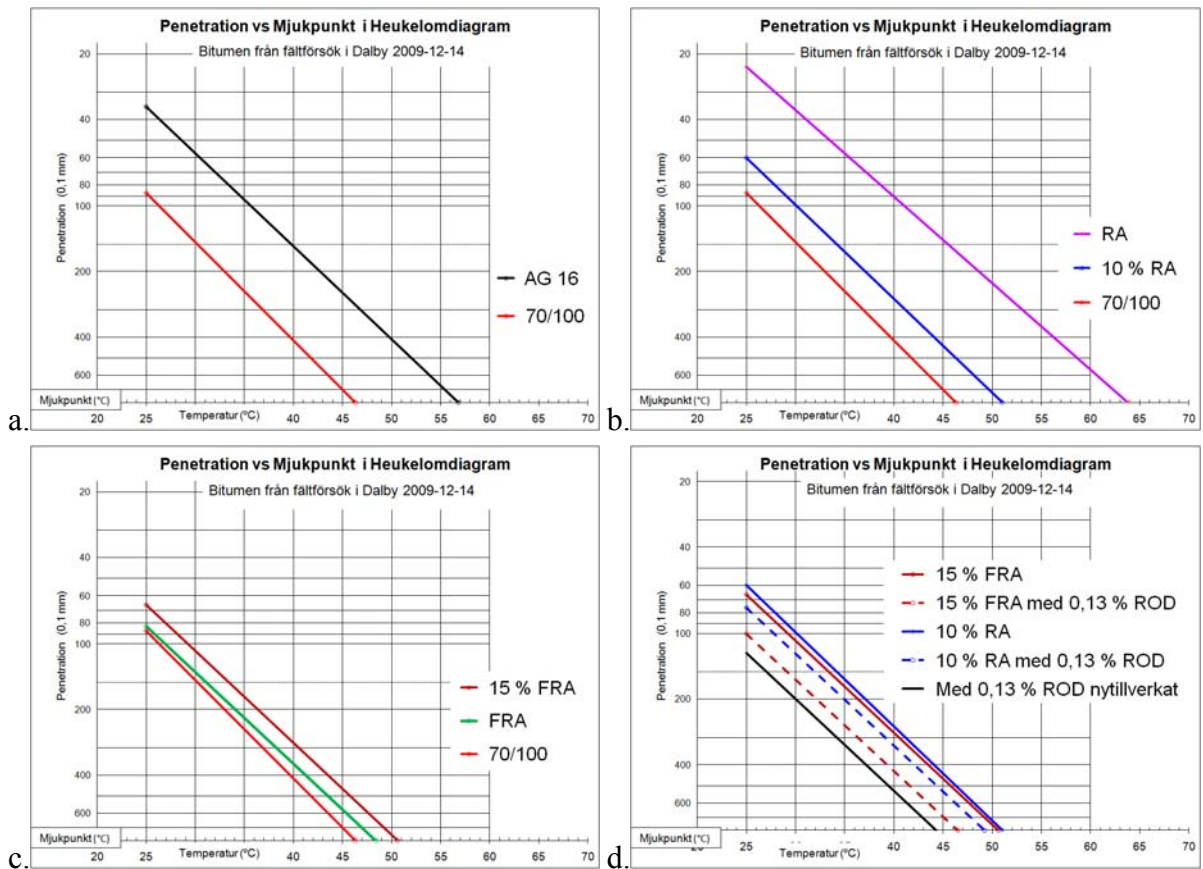 Penetration vs Mjukpunkt i Heukelomdiagram
Bitumen från fältförsök i Dalby 2009-12-14
Penetration (0,1 mm)
20
40
60
80
100
200
400
600
AG 16
70/100
Mjukpunkt (°C)
20 25 40 45 50 55 60 65 70
Temperatur (°C)
a.
Penetration vs Mjukpunkt i Heukelomdiagram
Bitumen från fältförsök i Dalby 2009-12-14
Penetration (0,1 mm)
20
40
60
80
100
200
400
600
RA
10 % RA
70/100
Mjukpunkt (°C)
20 25 40 45 50 55 60 65 70
Temperatur (°C)
b.
Penetration vs Mjukpunkt i Heukelomdiagram
Bitumen från fältförsök i Dalby 2009-12-14
Penetration (0,1 mm)
20
40
60
80
100
200
400
600
15 % FRA
FRA
70/100
Mjukpunkt (°C)
20 25 40 45 50 55 60 65 70
Temperatur (°C)
c.
Penetration vs Mjukpunkt i Heukelomdiagram
Bitumen från fältförsök i Dalby 2009-12-14
Penetration (0,1 mm)
20
40
60
80
100
200
400
600
15 % FRA
15 % FRA med 0,13 % ROD
10 % RA
10 % RA med 0,13 % ROD
Med 0,13 % ROD nytillverkat
Mjukpunkt (°C)
20 25 40 45 50 55 60 65 70
Temperatur (°C)
d.